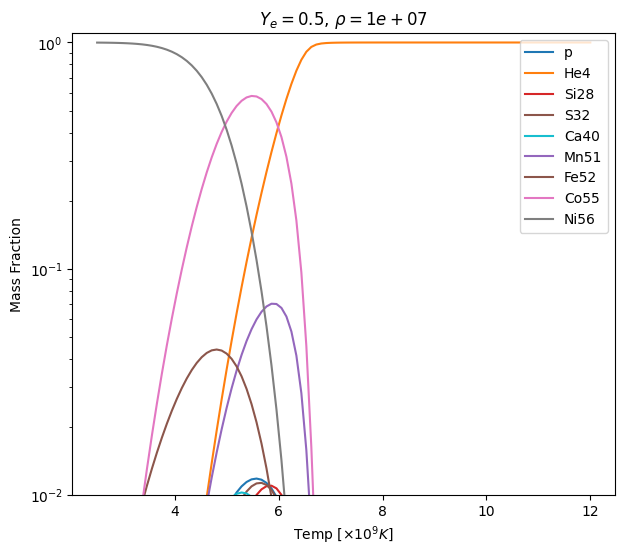 Y_e = 0.5, ρ = 1e + 07
Mass Fraction
10^0
10^−1
10^−2
p
He4
Si28
S32
Ca40
Mn51
Fe52
Co55
Ni56
4 6 8 10 12
Temp [×10^9 K]